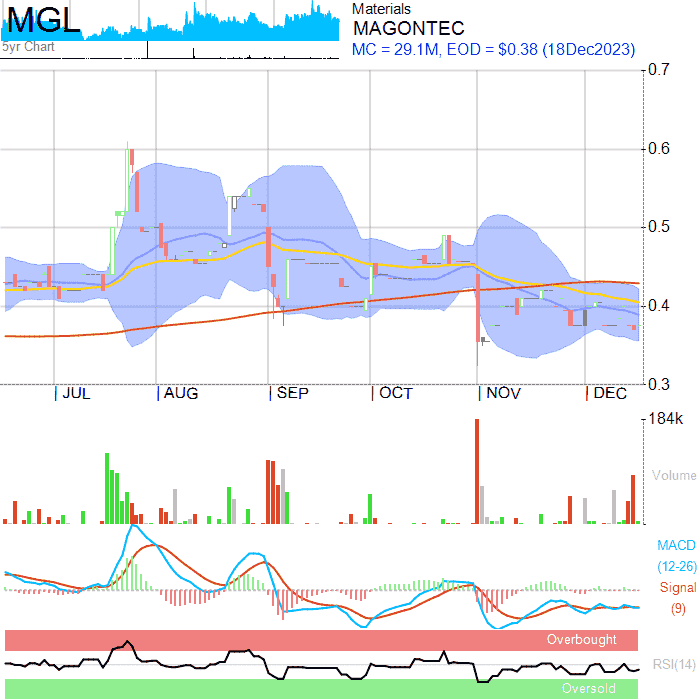 MGL
5yr Chart
Materials
MAGONTEC
MC = 29.1M, EOD = $0.38 (18Dec2023)
0.7
0.6
0.5
0.4
0.3
JUL AUG SEP OCT NOV DEC
184k
Volume
MACD
(12-26)
Signal
(9)
Overbought
RSI(14)
Oversold